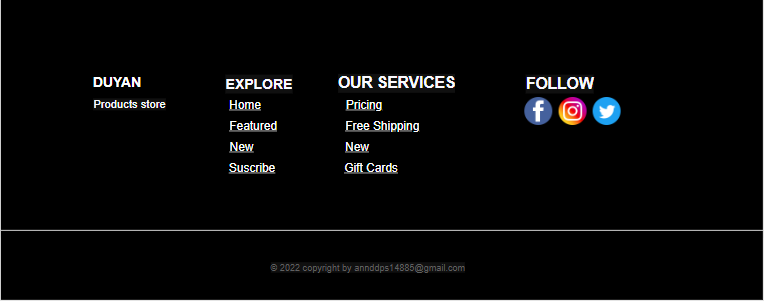 DUYAN
Products store
EXPLORE
Home
Featured
New
Suscribe
OUR SERVICES
Pricing
Free Shipping
New
Gift Cards
FOLLOW
© 2022 copyright by annddps14885@gmail.com